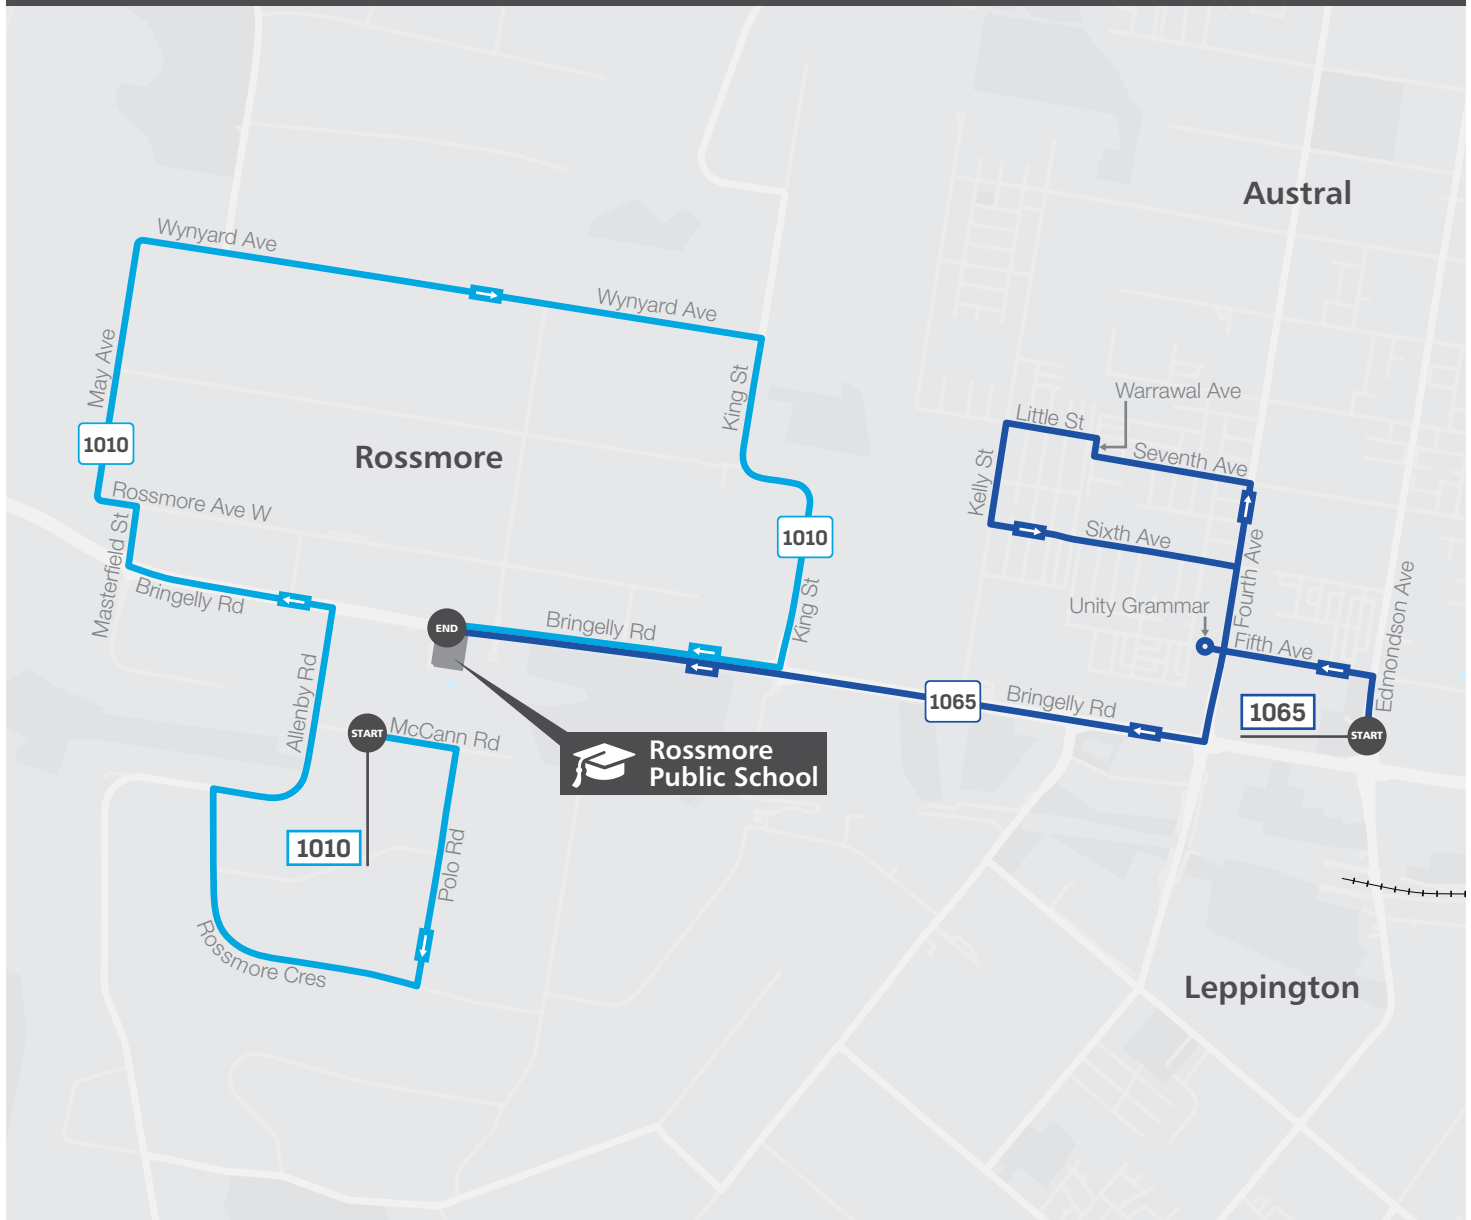 Austral
Wynyard Ave
Wynyard Ave
May Ave
King St
Warrawal Ave
Little St
1010
Rossmore
Seventh Ave
Kelly St
Rossmore Ave W
Masterfield St
1010
Sixth Ave
Fourth Ave
Edmondson Ave
Bringelly Rd
King St
Unity Grammar
END
Bringelly Rd
Fifth Ave
Allenby Rd
1065
Bringelly Rd
1065
START
START
McCann Rd
Rossmore
Public School
1010
Polo Rd
Rossmore Cres
Leppington